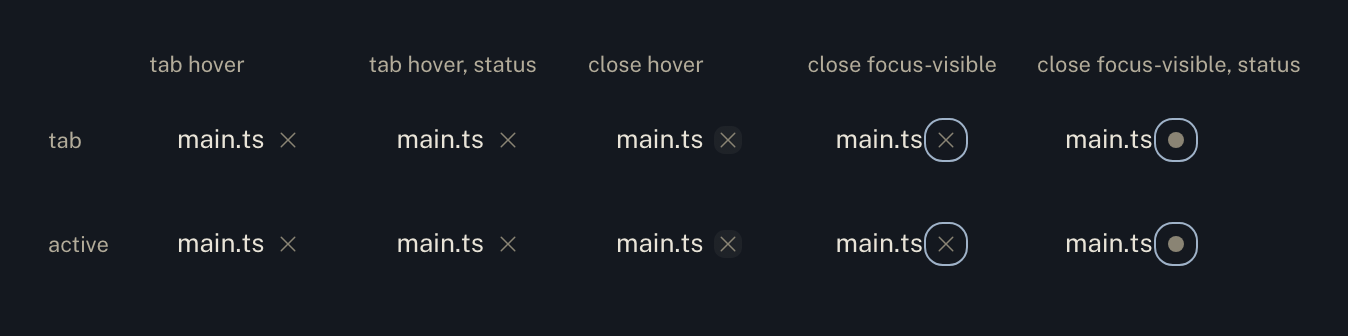 tab hover tab hover, status close hover close focus-visible close focus-visible, status
tab main.ts main.ts main.ts main.ts main.ts
active main.ts main.ts main.ts main.ts main.ts